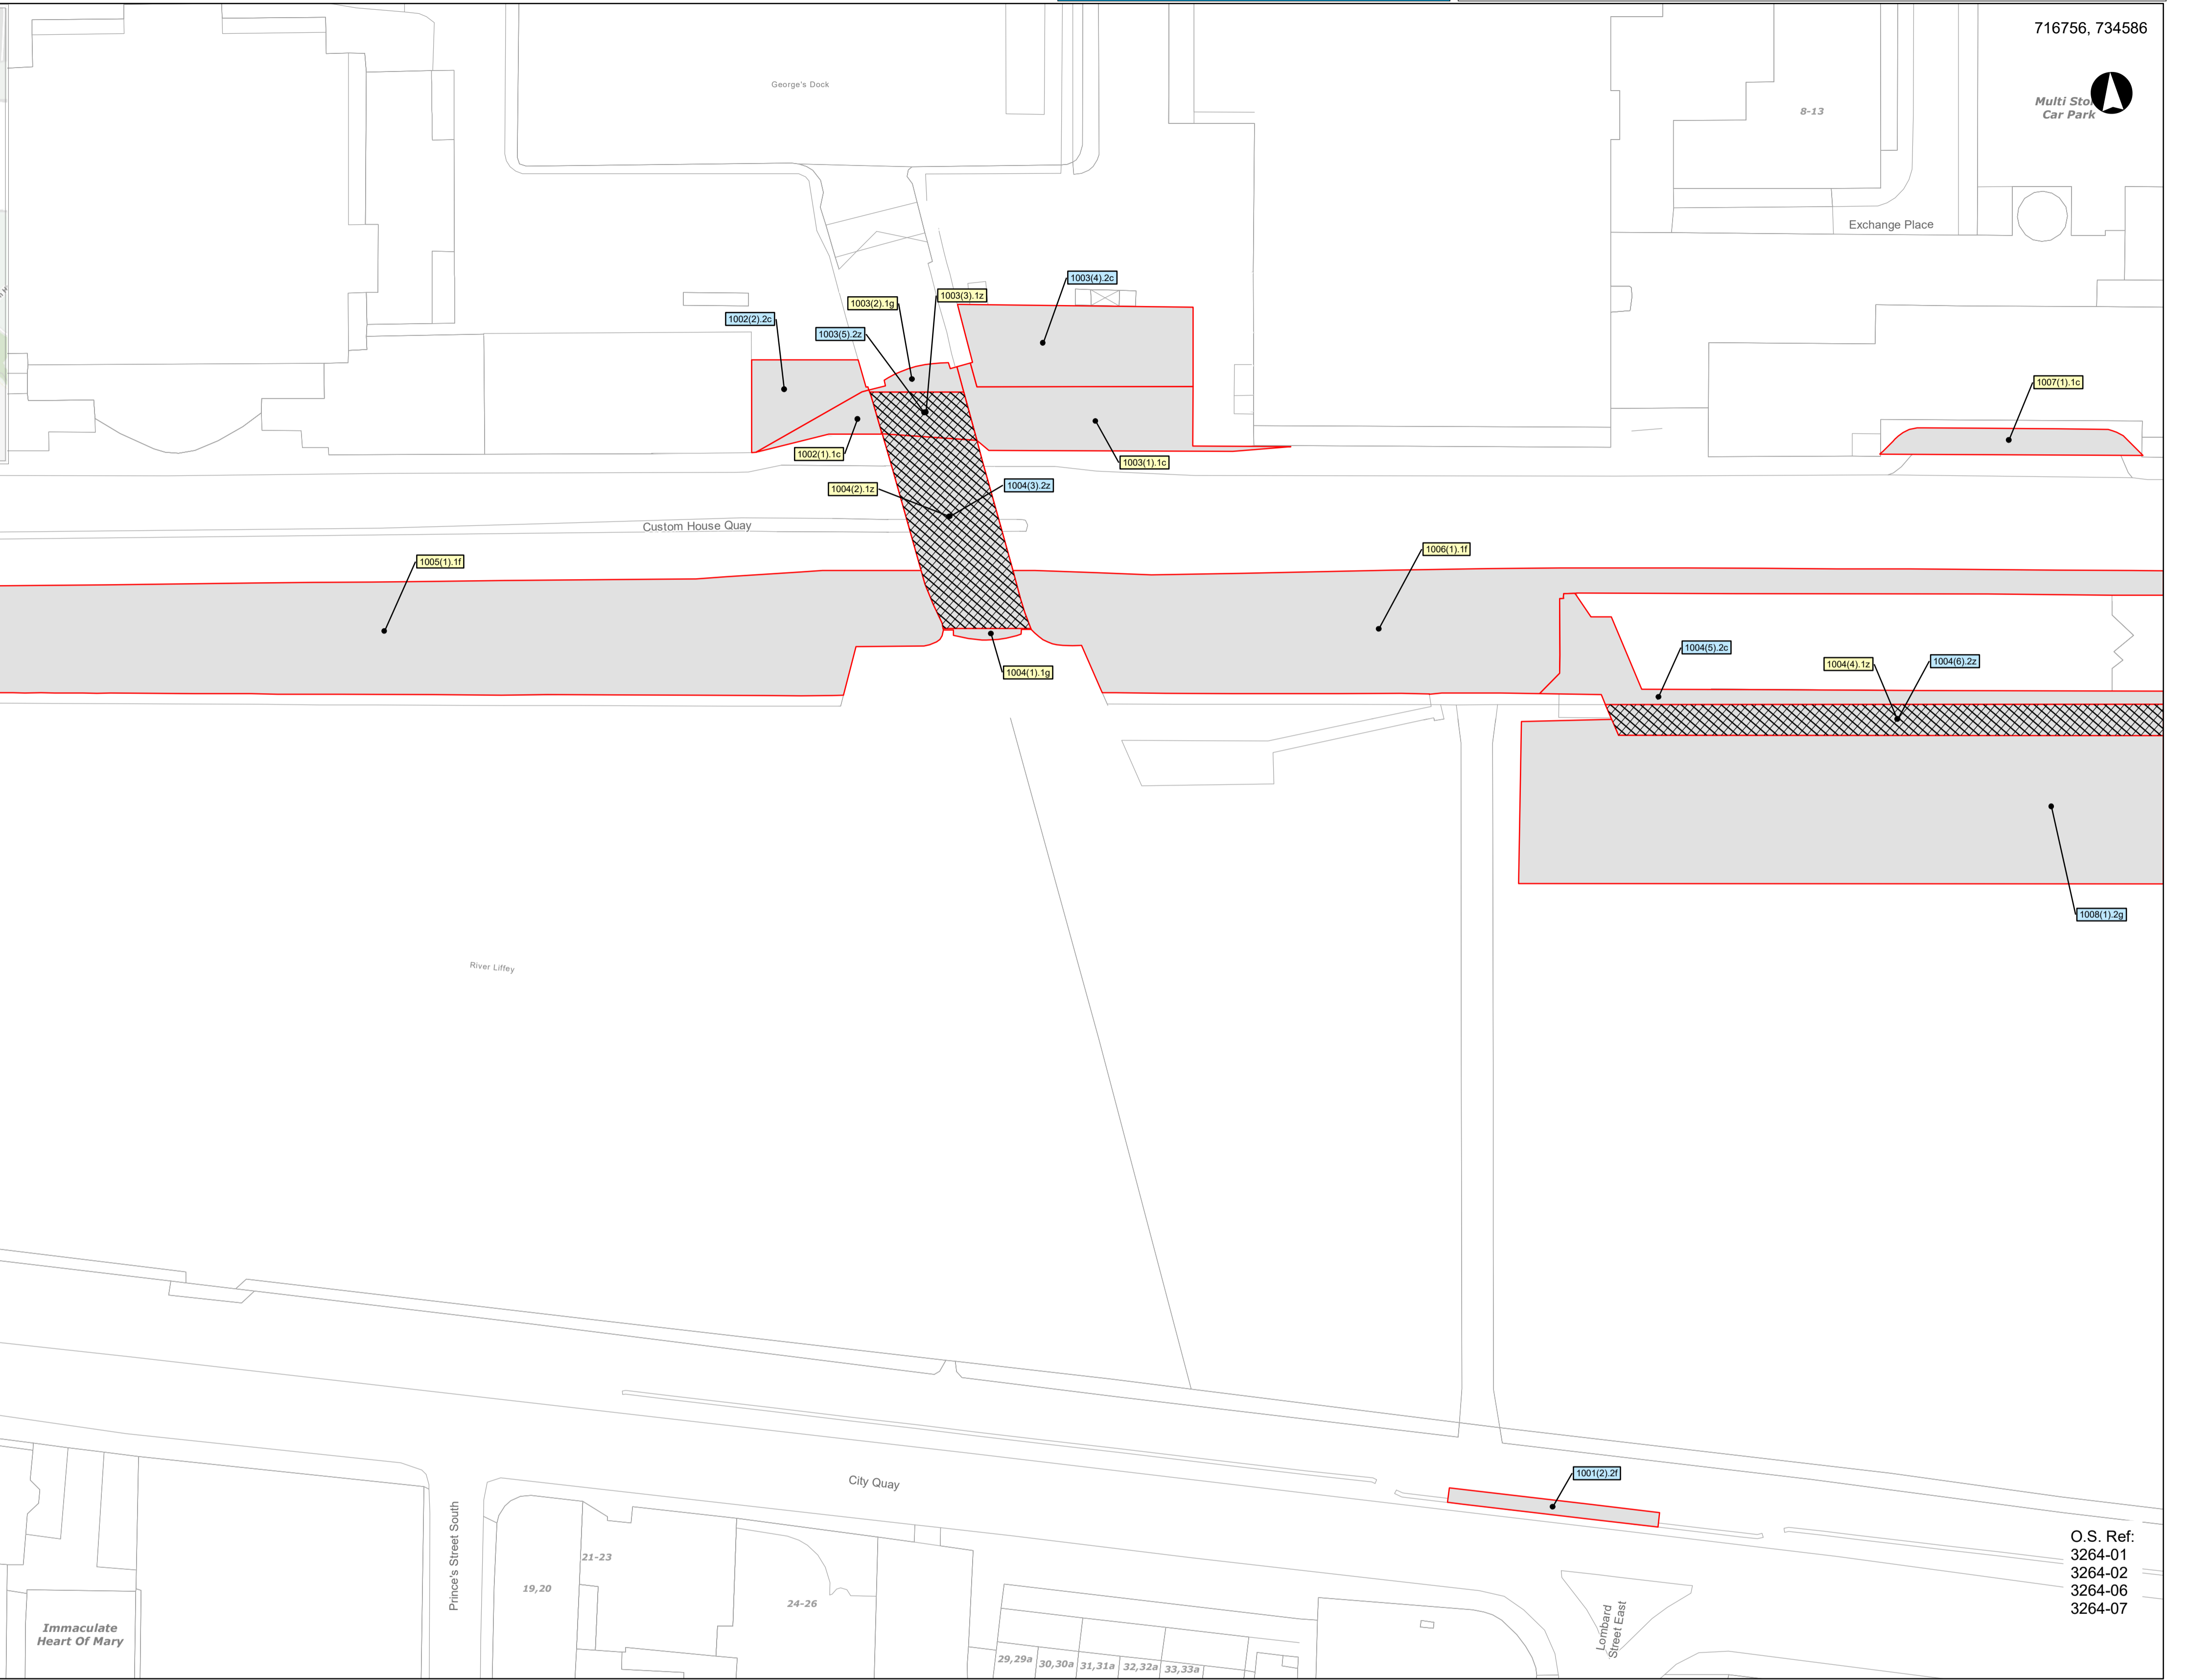 716756, 734586
George's Dock
8-13
Multi Sto
Car Park
Exchange Place
1003(4).2c
1003(3).1z
1003(2).1g
1002(2).2c
1003(5).2z
1007(1).1c
1002(1).1c
1003(1).1c
1004(2).1z
1004(3).2z
Custom House Quay
1005(1).1f
1006(1).1f
1004(5).2c
1004(4).1z
1004(6).2z
1004(1).1g
1008(1).2g
River Liffey
1001(2).2f
City Quay
Prince's Street South
O.S. Ref:
3264-01
3264-02
3264-06
3264-07
21-23
19,20
24-26
Lombard
Street East
Immaculate
Heart Of Mary
29,29a
30,30a
31,31a
32,32a
33,33a